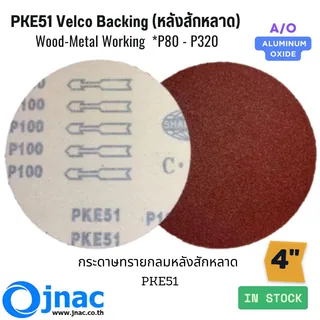 PKE51 Velco Backing (หลังสักหลาด)
Wood-Metal Working *P80 - P320
A/O
ALUMINUM
OXIDE
P100
P100
P100
P100
PKE51
PKE51
กระดาษทรายกลมหลังสักหลาด
PKE51
4"
IN STOCK
jnac
www.jnac.co.th